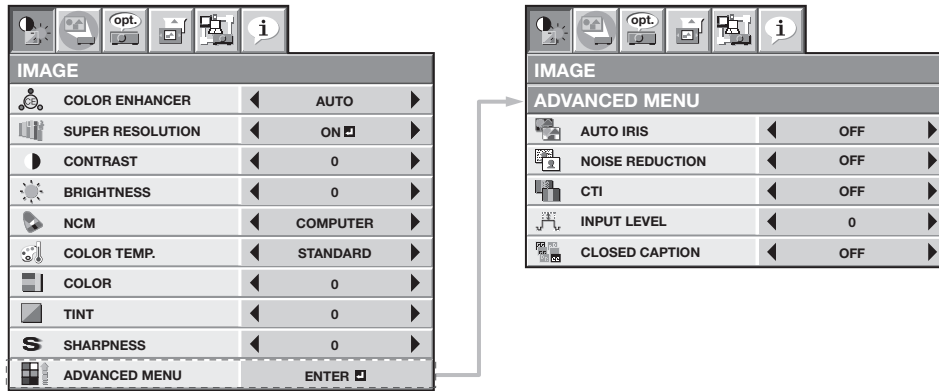 opt.
i
IMAGE
CE
COLOR ENHANCER AUTO
SUPER RESOLUTION ON
CONTRAST 0
BRIGHTNESS 0
NCM COMPUTER
COLOR TEMP. STANDARD
COLOR 0
TINT 0
S SHARPNESS 0
ADVANCED MENU ENTER
opt.
i
IMAGE
ADVANCED MENU
AUTO IRIS OFF
NOISE REDUCTION OFF
CTI OFF
INPUT LEVEL 0
CLOSED CAPTION OFF